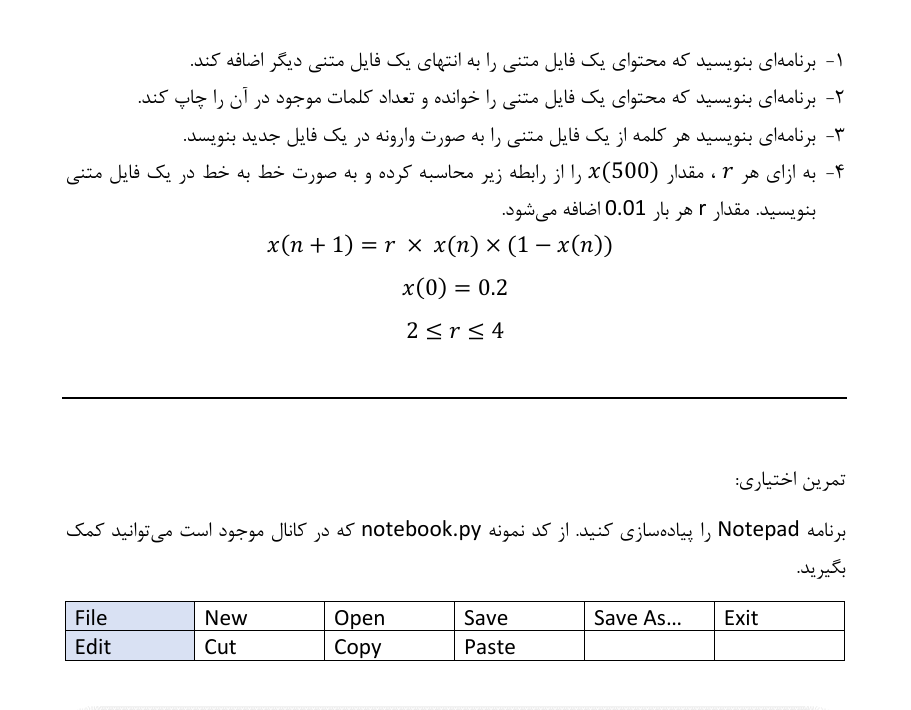 ۱- برنامه‌ای بنویسید که محتوای یک فایل متنی را به انتهای یک فایل متنی دیگر اضافه کند.
۲- برنامه‌ای بنویسید که محتوای یک فایل متنی را خوانده و تعداد کلمات موجود در آن را چاپ کند.
۳- برنامه‌ای بنویسید هر کلمه از یک فایل متنی را به صورت وارونه در یک فایل جدید بنویسد.
۴- به ازای هر r ، مقدار x(500) را از رابطه زیر محاسبه کرده و به صورت خط به خط در یک فایل متنی
بنویسید. مقدار r هر بار 0.01 اضافه می‌شود.
x(n + 1) = r × x(n) × (1 − x(n))
x(0) = 0.2
2 ≤ r ≤ 4
تمرین اختیاری:
برنامه Notepad را پیاده‌سازی کنید. از کد نمونه notebook.py که در کانال موجود است می‌توانید کمک
بگیرید.
File New Open Save Save As... Exit
Edit Cut Copy Paste